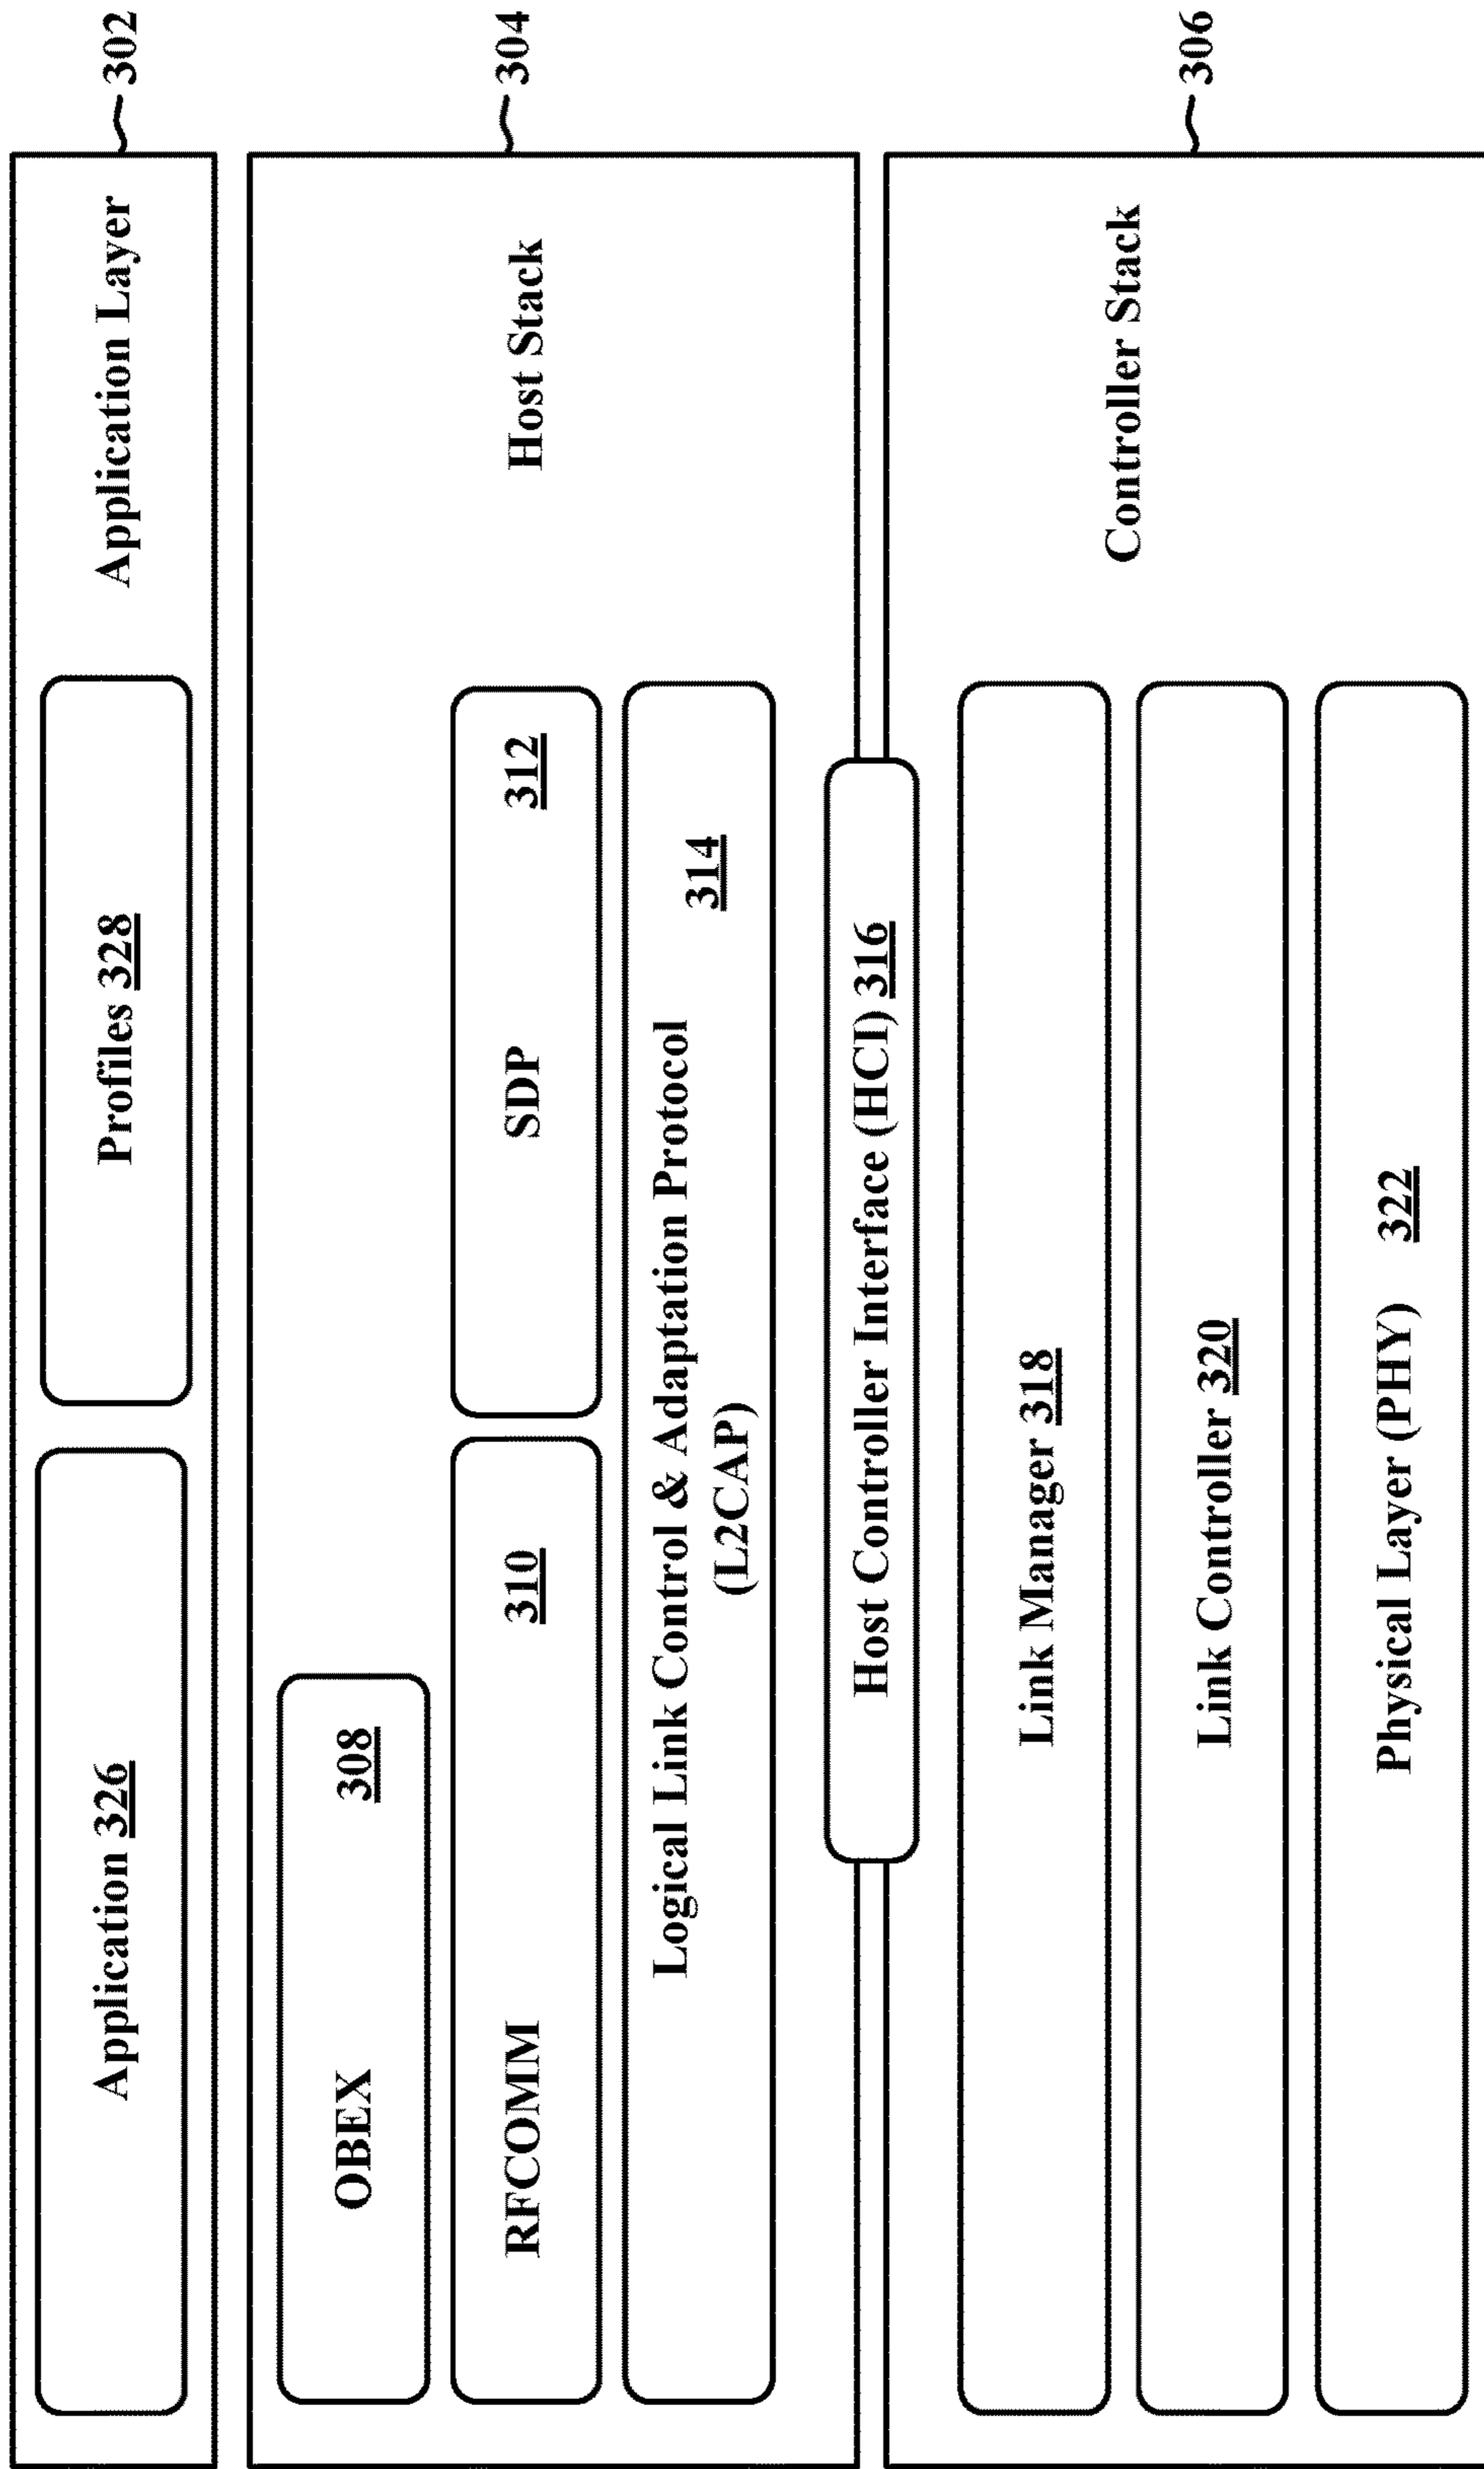 Application 326
Profiles 328
Application Layer
302
OBEX
308
Host Stack
304
RFCOMM
310
SDP
312
Logical Link Control & Adaptation Protocol
(L2CAP)
314
Host Controller Interface (HCI) 316
Link Manager 318
Controller Stack
306
Link Controller 320
Physical Layer (PHY) 322